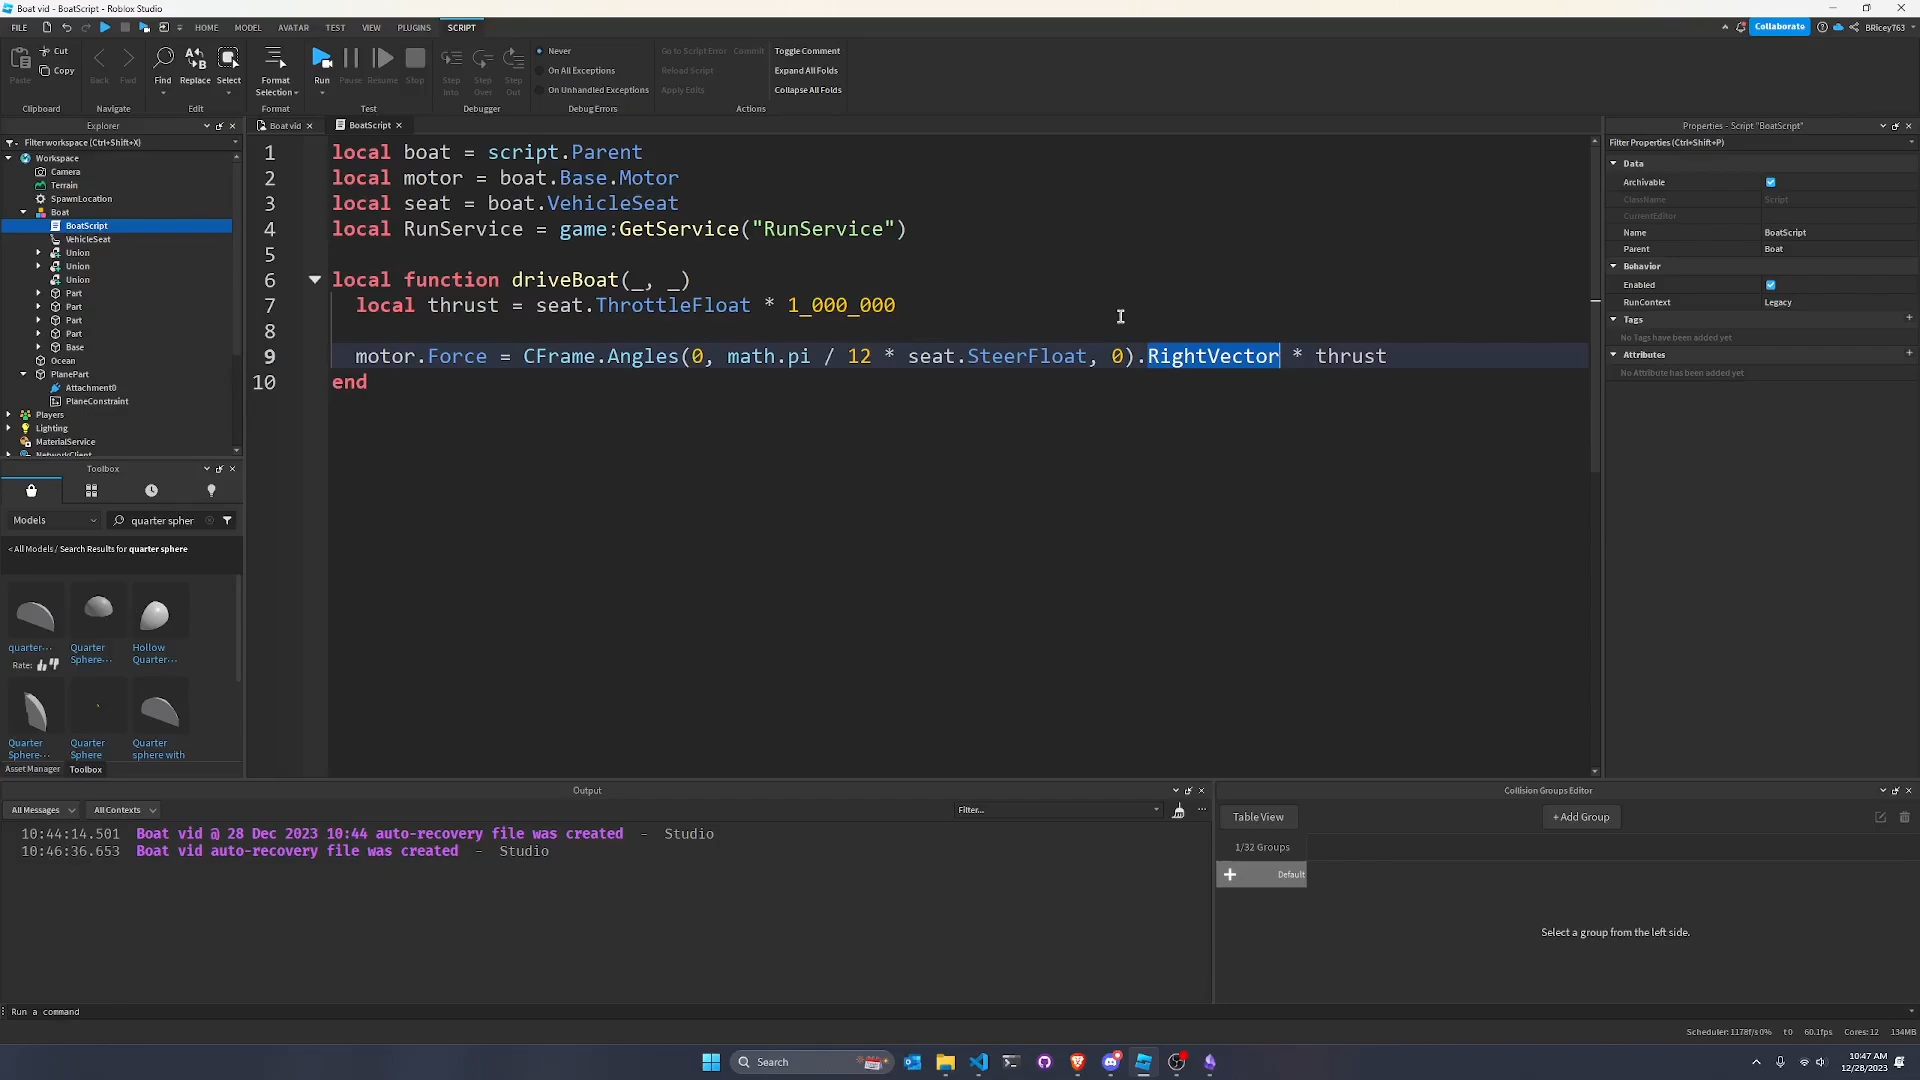 Boat vid - BoatScript - Roblox Studio
FILE HOME MODEL AVATAR TEST VIEW PLUGINS SCRIPT Collaborate BRicey763
Paste Cut Copy Back Fwd Find Replace Select Format Selection Run Pause Resume Stop Step Into Step Over Step Out
Never
On All Exceptions
On Unhandled Exceptions
Go to Script Error Commit
Reload Script
Apply Edits
Toggle Comment
Expand All Folds
Collapse All Folds
Clipboard Navigate Edit Format Test Debugger Debug Errors Actions
Explorer
Filter workspace (Ctrl+Shift+X)
Workspace
Camera
Terrain
SpawnLocation
Boat
BoatScript
VehicleSeat
Union
Union
Union
Part
Part
Part
Part
Base
Ocean
PlanePart
Attachment0
PlaneConstraint
Players
Lighting
MaterialService
NetworkClient
Toolbox
Models quarter spher
< All Models / Search Results for quarter sphere
quarter...
Rate:
Quarter Sphere...
Hollow Quarter...
Quarter Sphere...
Quarter Sphere
Quarter sphere with
Asset Manager Toolbox
Boat vid BoatScript
1 local boat = script.Parent
2 local motor = boat.Base.Motor
3 local seat = boat.VehicleSeat
4 local RunService = game:GetService("RunService")
5
6 local function driveBoat(_, _)
7 local thrust = seat.ThrottleFloat * 1_000_000
8
9 motor.Force = CFrame.Angles(0, math.pi / 12 * seat.SteerFloat, 0).RightVector * thrust
10 end
Properties - Script "BoatScript"
Filter Properties (Ctrl+Shift+P)
Data
Archivable
ClassName Script
CurrentEditor
Name BoatScript
Parent Boat
Behavior
Enabled
RunContext Legacy
Tags
No Tags have been added yet
Attributes
No Attribute has been added yet
Output
All Messages All Contexts Filter...
10:44:14.501 Boat vid @ 28 Dec 2023 10:44 auto-recovery file was created - Studio
10:46:36.653 Boat vid auto-recovery file was created - Studio
Collision Groups Editor
Table View + Add Group
1/32 Groups
Default
Select a group from the left side.
Run a command
Scheduler: 1178f/s 0% t 0 60.1fps Cores: 12 134MB
Search
10:47 AM
12/28/2023